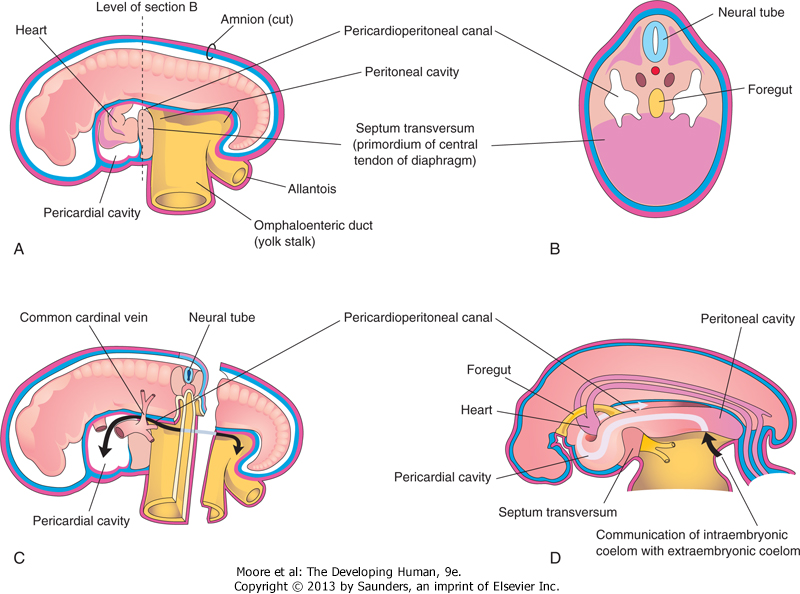 Level of section B
Heart
Amnion (cut)
Pericardioperitoneal canal
Neural tube
Peritoneal cavity
Foregut
Septum transversum
(primordium of central
tendon of diaphragm)
Allantois
Pericardial cavity
Omphaloenteric duct
(yolk stalk)
A
B
Common cardinal vein
Neural tube
Pericardioperitoneal canal
Peritoneal cavity
Foregut
Heart
Pericardial cavity
Septum transversum
Pericardial cavity
Communication of intraembryonic
coelom with extraembryonic coelom
C
D
Moore et al: The Developing Human, 9e.
Copyright © 2013 by Saunders, an imprint of Elsevier Inc.